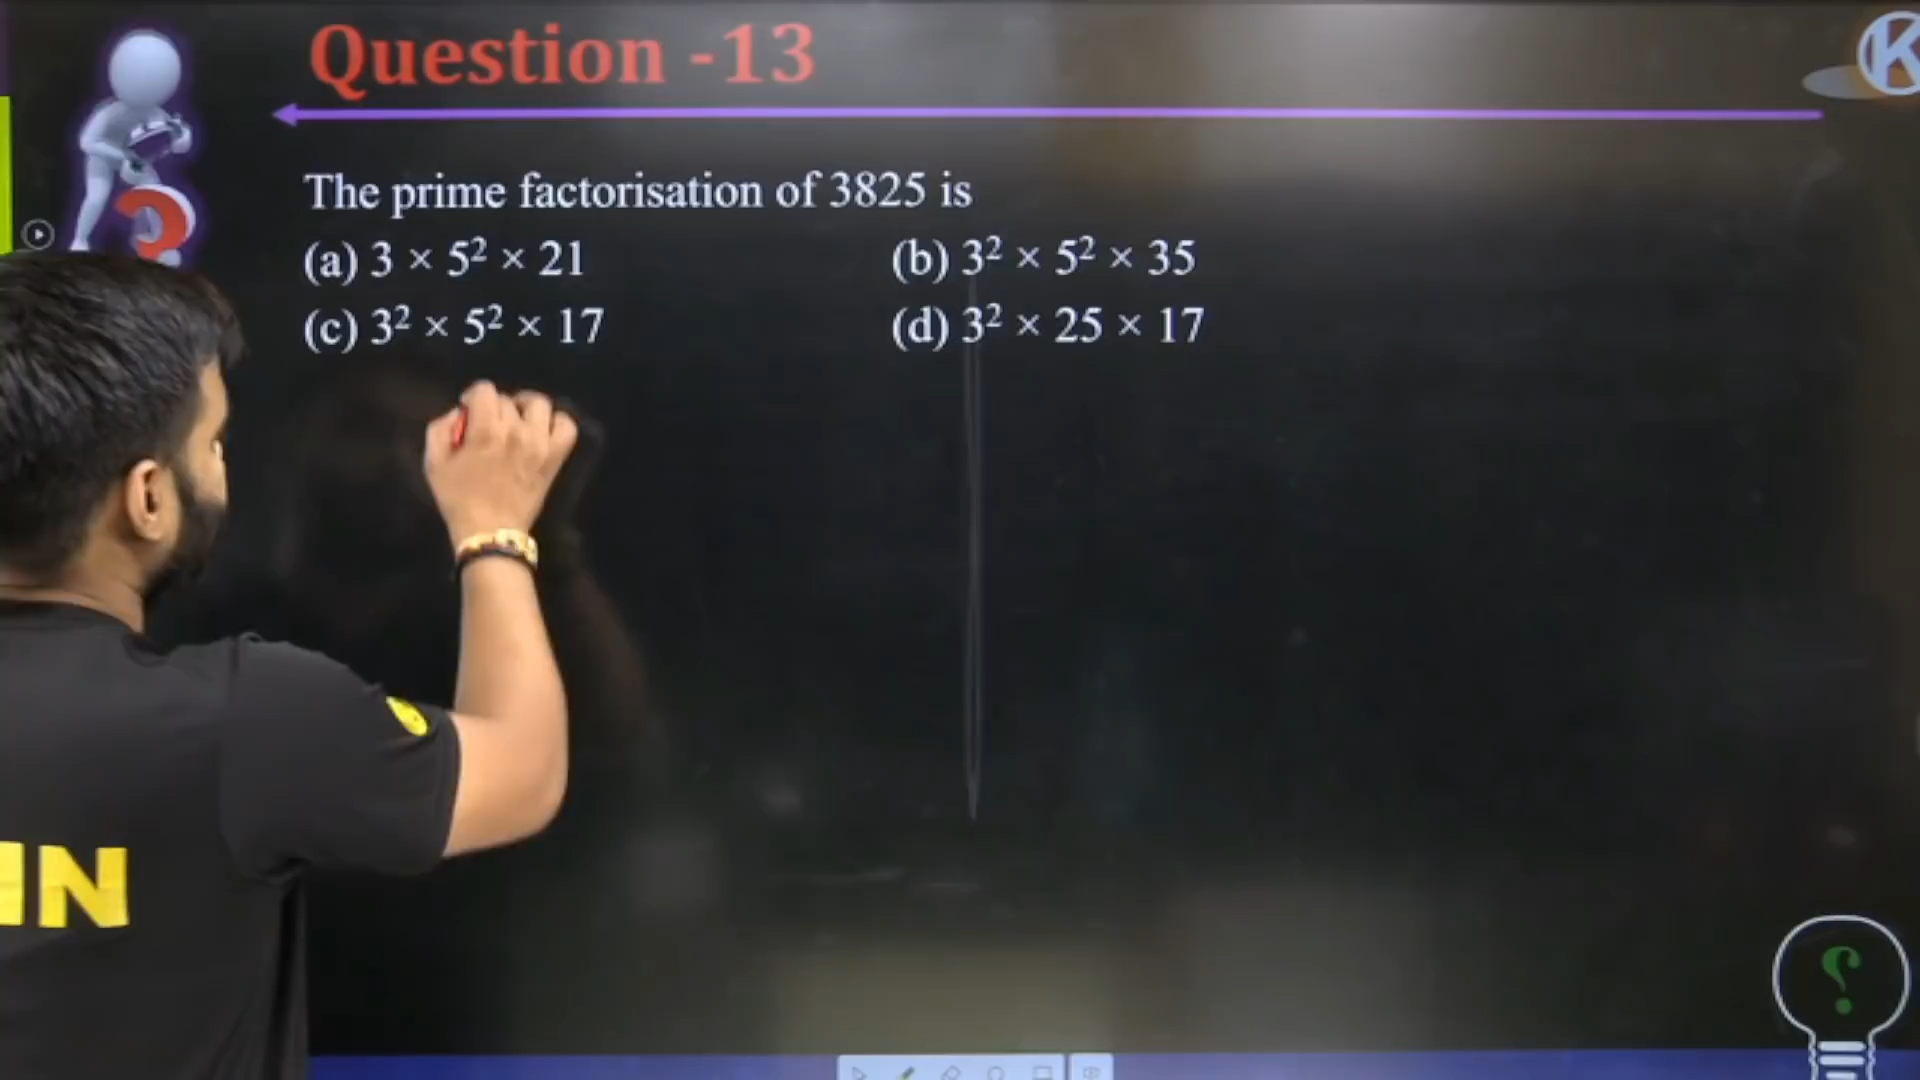 Question -13
K
The prime factorisation of 3825 is
(a) 3 × 5² × 21 (b) 3² × 5² × 35
(c) 3² × 5² × 17 (d) 3² × 25 × 17
IN
?